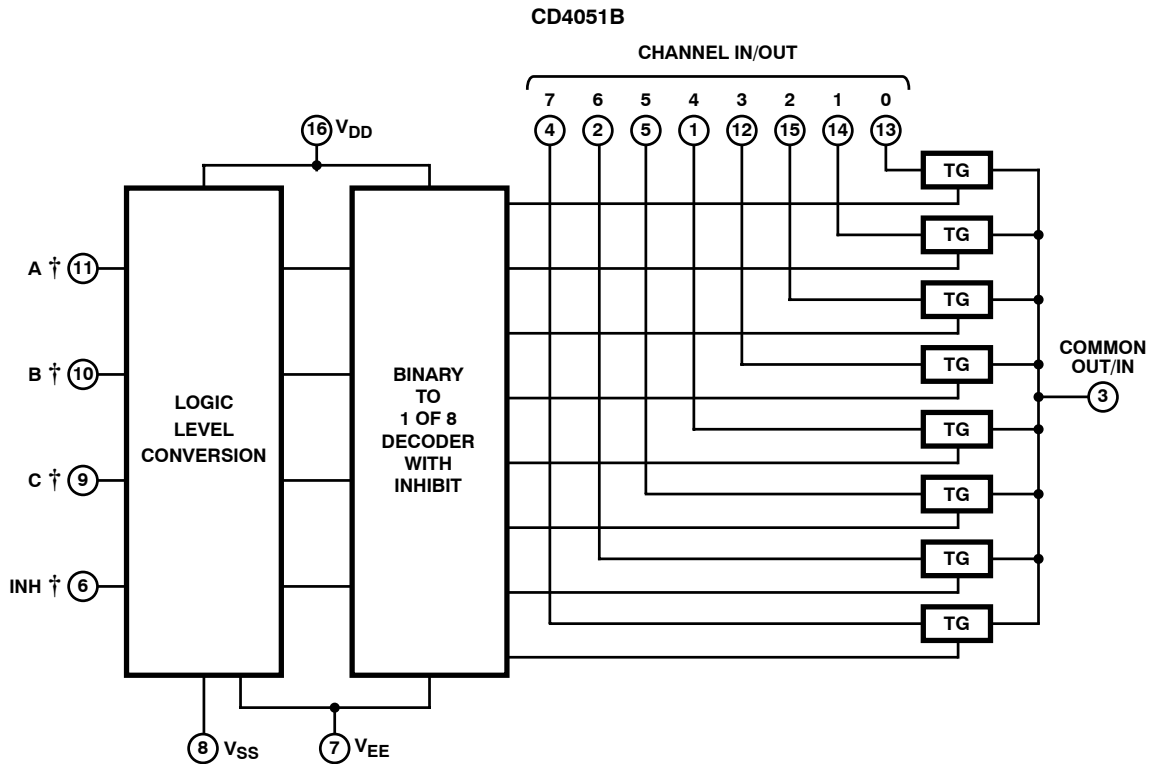 CD4051B
CHANNEL IN/OUT
7 6 5 4 3 2 1 0
4 2 5 1 12 15 14 13
16 VDD
TG
TG
TG
TG
TG
TG
TG
TG
A † 11
B † 10
C † 9
INH † 6
LOGIC
LEVEL
CONVERSION
BINARY
TO
1 OF 8
DECODER
WITH
INHIBIT
COMMON
OUT/IN
3
8 VSS
7 VEE